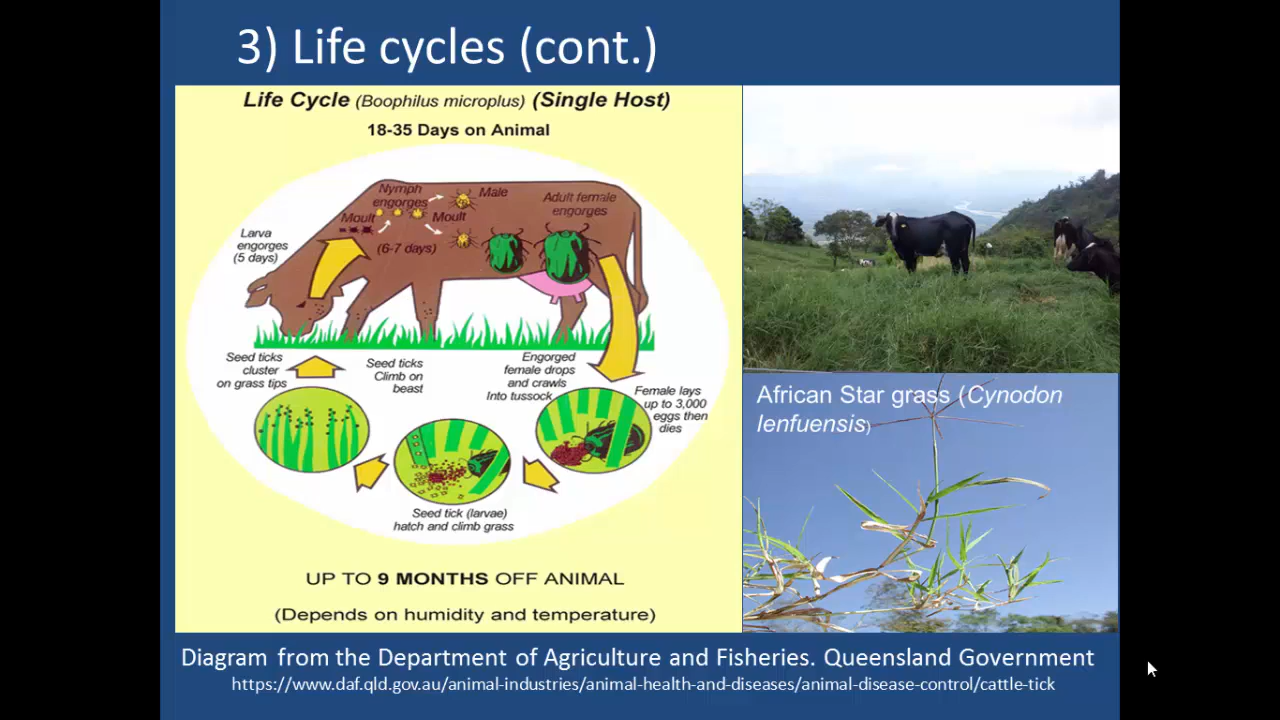 3) Life cycles (cont.)
Life Cycle (Boophilus microplus) (Single Host)
18-35 Days on Animal
Nymph
engorges
Male
Adult female
engorges
Moult
Moult
Larva
engorges
(5 days)
(6-7 days)
Seed ticks
cluster
on grass tips
Seed ticks
Climb on
beast
Engorged
female drops
and crawls
Into tussock
Female lays
up to 3,000
eggs then
dies
Seed tick (larvae)
hatch and climb grass
UP TO 9 MONTHS OFF ANIMAL
(Depends on humidity and temperature)
African Star grass (Cynodon
lenfuensis)
Diagram from the Department of Agriculture and Fisheries. Queensland Government
https://www.daf.qld.gov.au/animal-industries/animal-health-and-diseases/animal-disease-control/cattle-tick